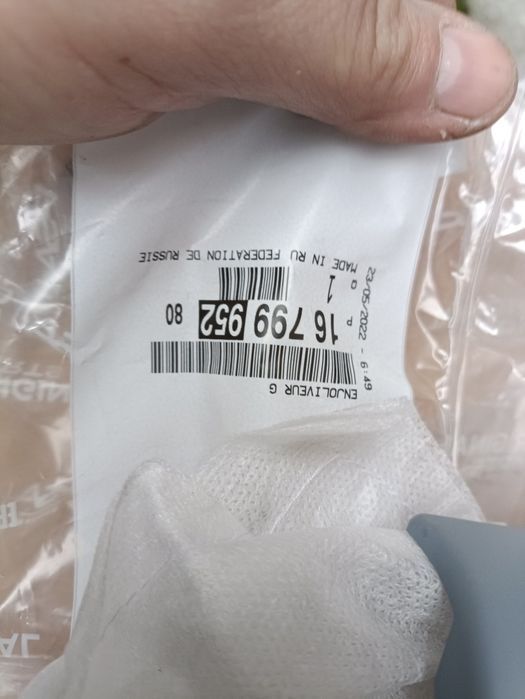 ENJOLIVEUR G
P 16 799 952 80
Q 1
MADE IN RU FEDERATION DE RUSSIE
23/05/2022 - 6:49